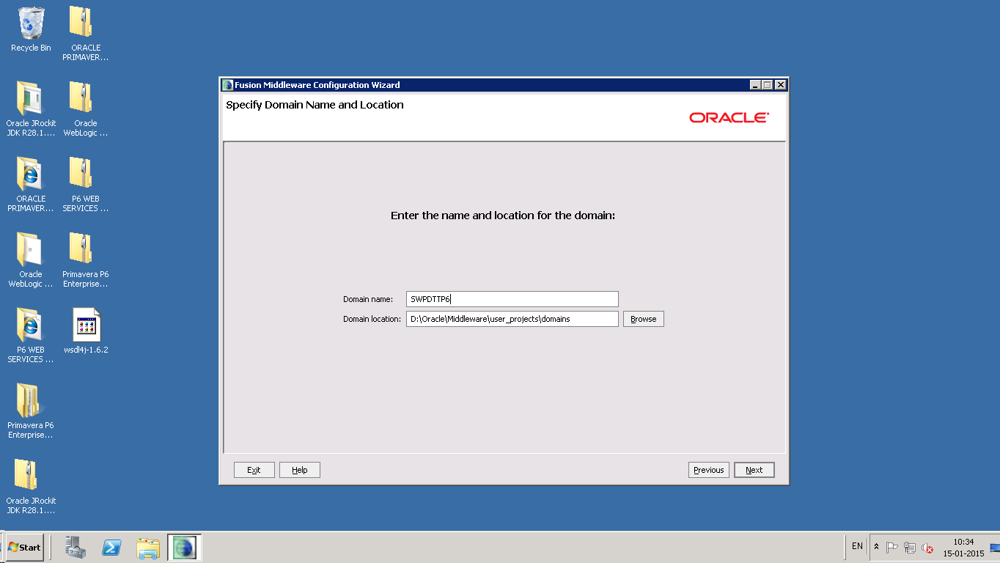 Recycle Bin
ORACLE
PRIMAVER...
Oracle JRockit
JDK R28.1....
Oracle
WebLogic ...
ORACLE
PRIMAVER...
P6 WEB
SERVICES ...
Oracle
WebLogic ...
Primavera P6
Enterprise...
P6 WEB
SERVICES ...
wsdl4j-1.6.2
Primavera P6
Enterprise...
Oracle JRockit
JDK R28.1....
Fusion Middleware Configuration Wizard
Specify Domain Name and Location
ORACLE
Enter the name and location for the domain:
Domain name: SWPDTTP6
Domain location: D:\Oracle\Middleware\user_projects\domains Browse
Exit Help Previous Next
Start
EN
10:34
15-01-2015